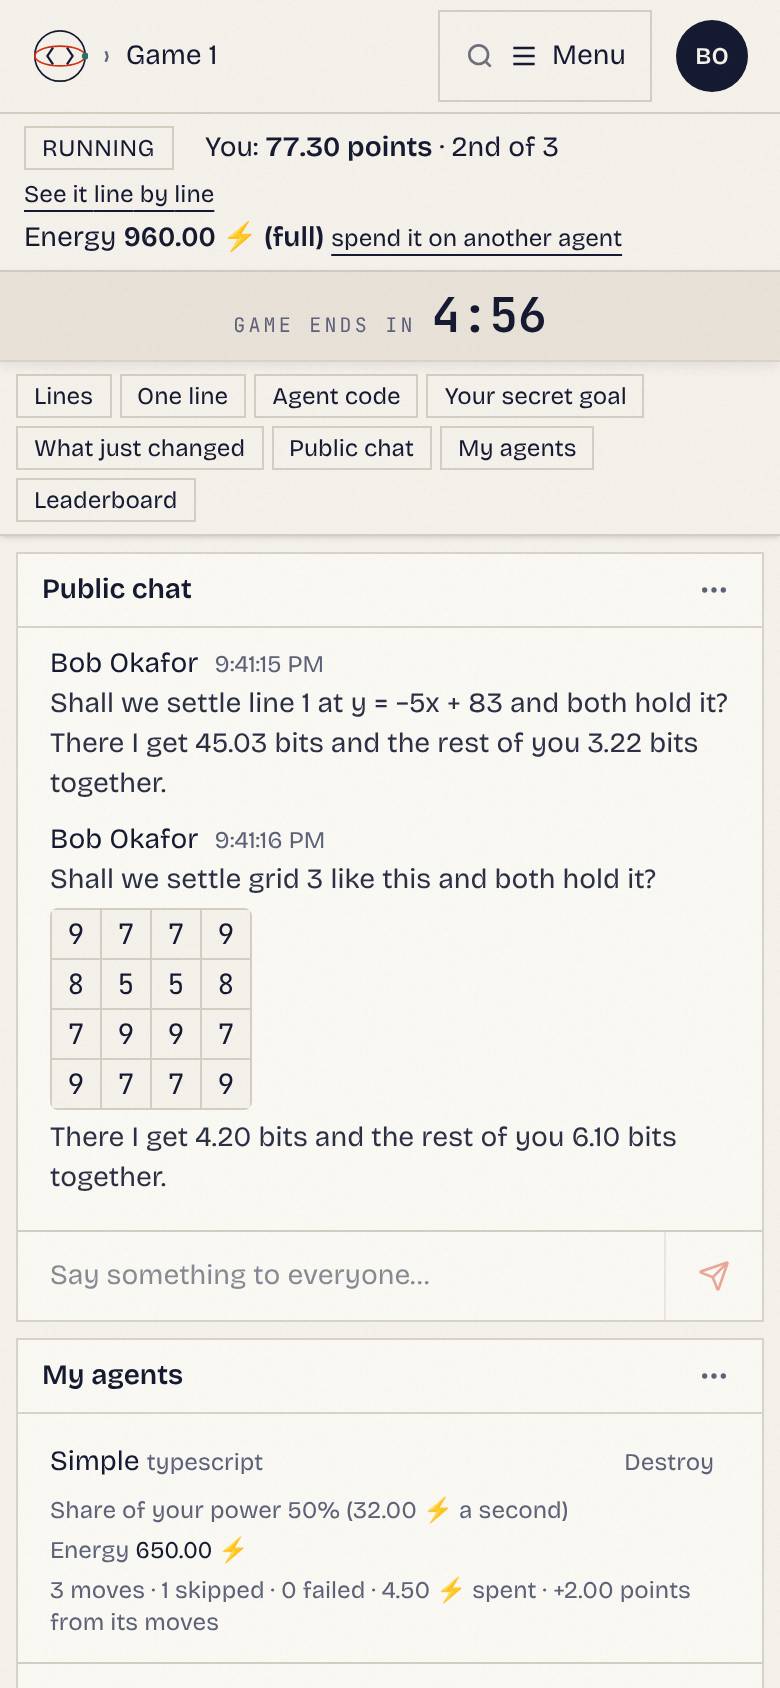 Game 1
Menu
BO
RUNNING
You: 77.30 points · 2nd of 3
See it line by line
Energy 960.00 ⚡ (full) spend it on another agent
GAME ENDS IN 4:56
Lines
One line
Agent code
Your secret goal
What just changed
Public chat
My agents
Leaderboard
Public chat
Bob Okafor 9:41:15 PM
Shall we settle line 1 at y = −5x + 83 and both hold it?
There I get 45.03 bits and the rest of you 3.22 bits
together.
Bob Okafor 9:41:16 PM
Shall we settle grid 3 like this and both hold it?
9 7 7 9
8 5 5 8
7 9 9 7
9 7 7 9
There I get 4.20 bits and the rest of you 6.10 bits
together.
Say something to everyone...
My agents
Simple typescript
Destroy
Share of your power 50% (32.00 ⚡ a second)
Energy 650.00 ⚡
3 moves · 1 skipped · 0 failed · 4.50 ⚡ spent · +2.00 points
from its moves